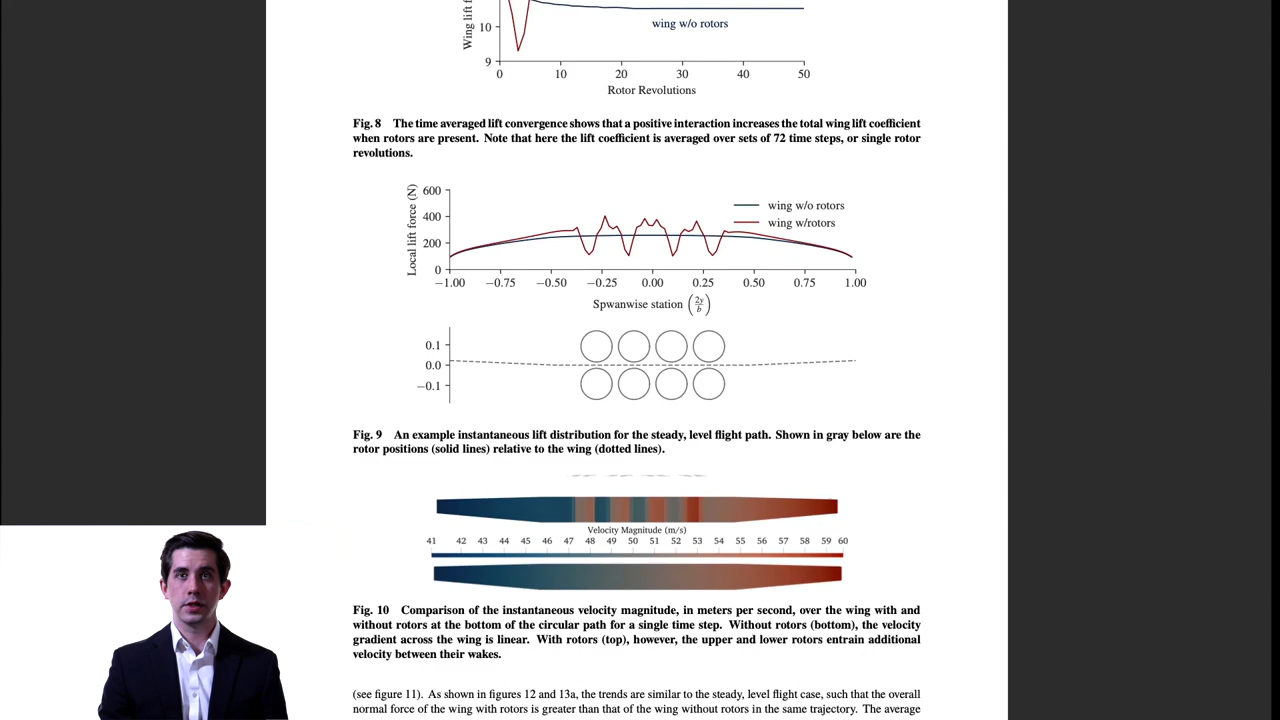 Wing lift f
10
9
wing w/o rotors
0 10 20 30 40 50
Rotor Revolutions
Fig. 8 The time averaged lift convergence shows that a positive interaction increases the total wing lift coefficient
when rotors are present. Note that here the lift coefficient is averaged over sets of 72 time steps, or single rotor
revolutions.
Local lift force (N)
600
400
200
0
wing w/o rotors
wing w/rotors
−1.00 −0.75 −0.50 −0.25 0.00 0.25 0.50 0.75 1.00
Spwanwise station (2y/b)
0.1
0.0
−0.1
Fig. 9 An example instantaneous lift distribution for the steady, level flight path. Shown in gray below are the
rotor positions (solid lines) relative to the wing (dotted lines).
Velocity Magnitude (m/s)
41 42 43 44 45 46 47 48 49 50 51 52 53 54 55 56 57 58 59 60
Fig. 10 Comparison of the instantaneous velocity magnitude, in meters per second, over the wing with and
without rotors at the bottom of the circular path for a single time step. Without rotors (bottom), the velocity
gradient across the wing is linear. With rotors (top), however, the upper and lower rotors entrain additional
velocity between their wakes.
(see figure 11). As shown in figures 12 and 13a, the trends are similar to the steady, level flight case, such that the overall
normal force of the wing with rotors is greater than that of the wing without rotors in the same trajectory. The average